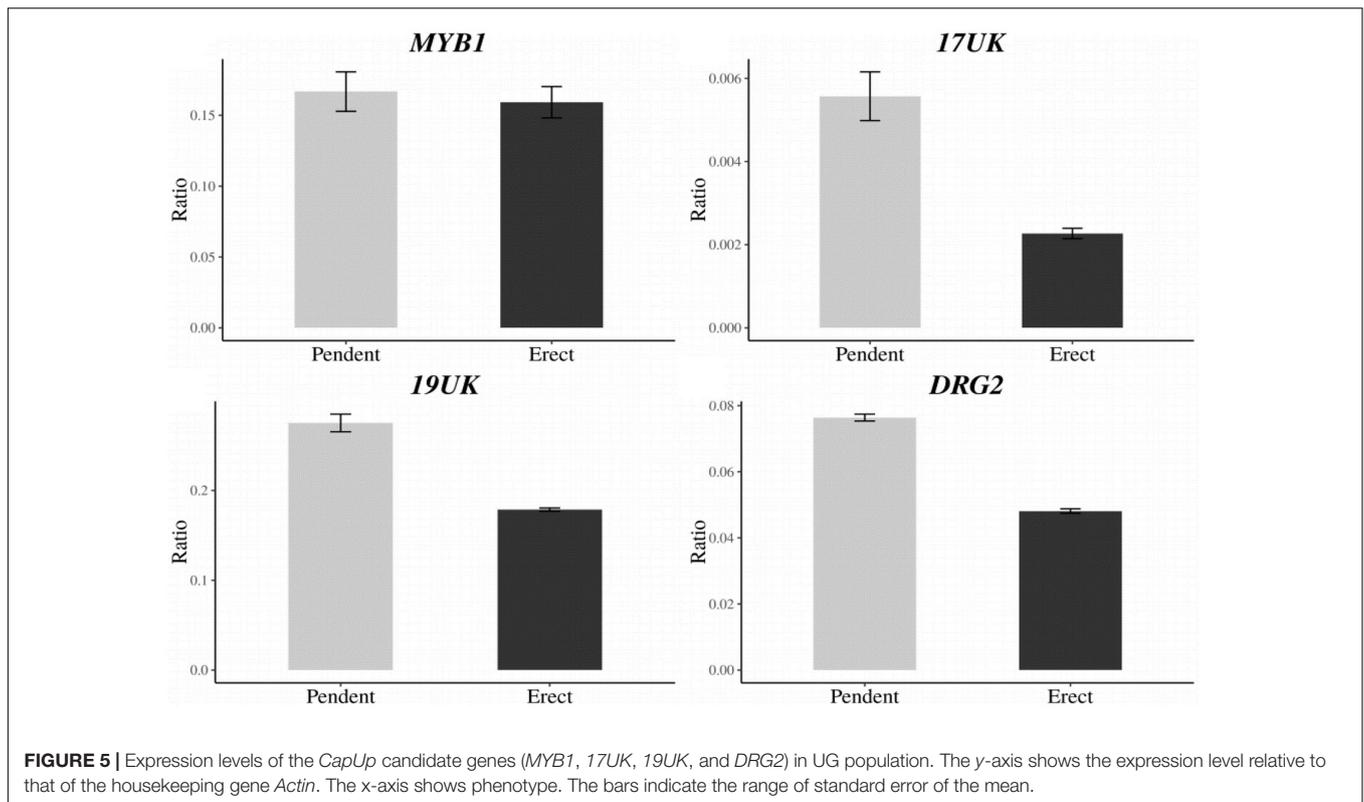 MYB1
Ratio
0.15
0.10
0.05
0.00
Pendent Erect
17UK
Ratio
0.006
0.004
0.002
0.000
Pendent Erect
19UK
Ratio
0.2
0.1
0.0
Pendent Erect
DRG2
Ratio
0.08
0.06
0.04
0.02
0.00
Pendent Erect
FIGURE 5 | Expression levels of the CapUp candidate genes (MYB1, 17UK, 19UK, and DRG2) in UG population. The y-axis shows the expression level relative to
that of the housekeeping gene Actin. The x-axis shows phenotype. The bars indicate the range of standard error of the mean.